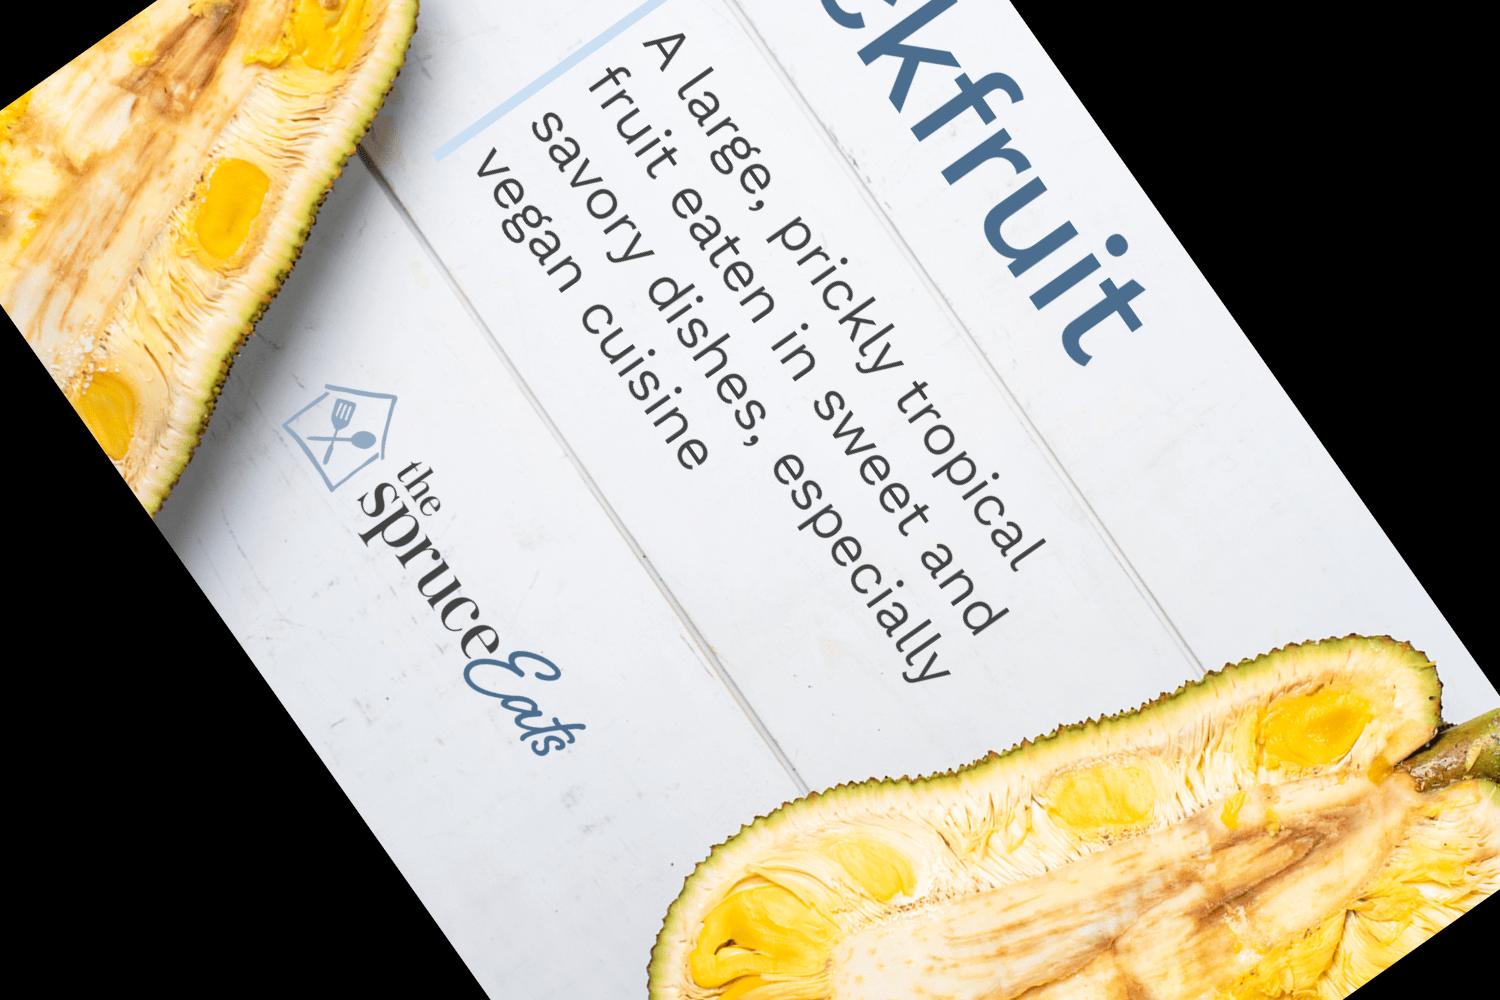 ckfruit
A large, prickly tropical
fruit eaten in sweet and
savory dishes, especially
vegan cuisine
the
spruce Eats